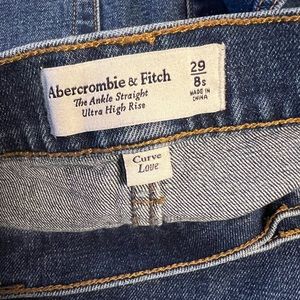 Abercrombie & Fitch
The Ankle Straight
Ultra High Rise
29
8s
MADE IN
CHINA
Curve
Love